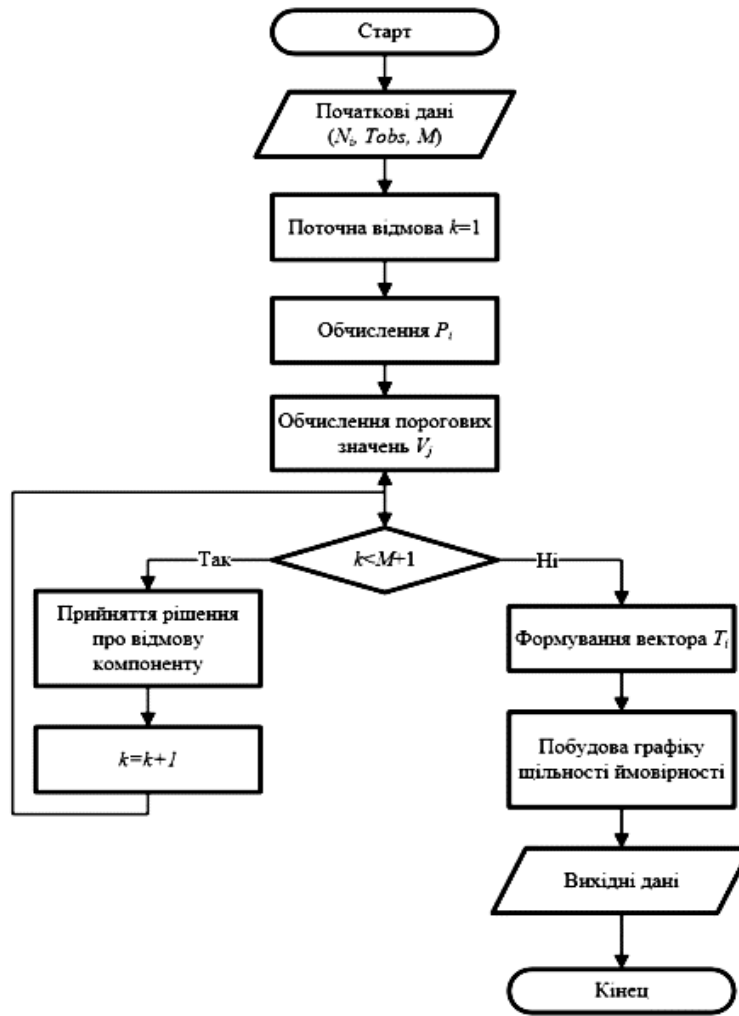 Старт
Початкові дані
(Ni, Tobs, M)
Поточна відмова k=1
Обчислення Pi
Обчислення порогових
значень Vj
k<M+1
Так
Ні
Прийняття рішення
про відмову
компоненту
k=k+1
Формування вектора Ti
Побудова графіку
щільності ймовірності
Вихідні дані
Кінец